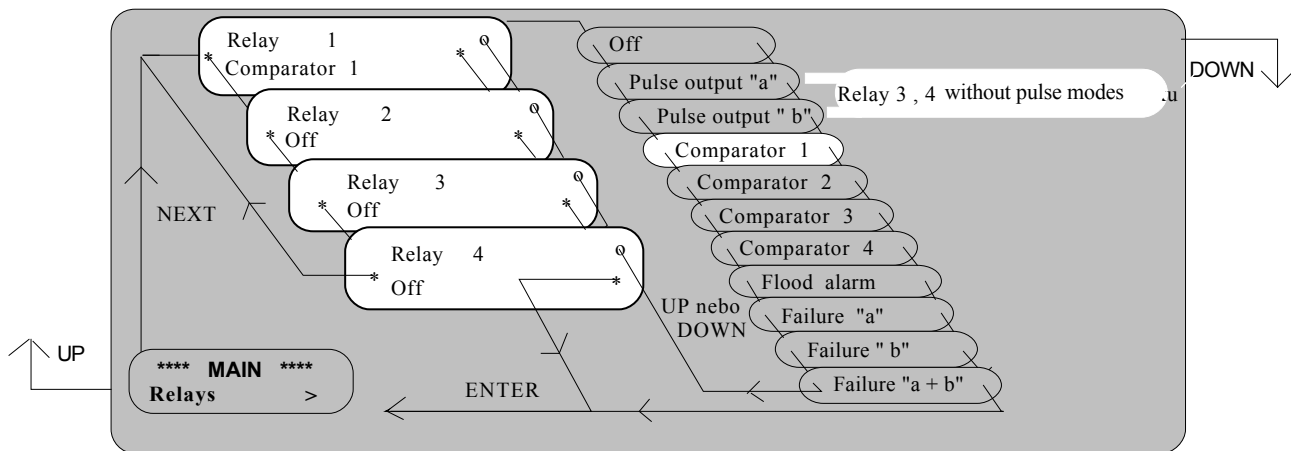 Relay 1
Comparator 1
Relay 2
Off
Relay 3
Off
Relay 4
Off
NEXT
UP
**** MAIN ****
Relays >
ENTER
UP nebo
DOWN
Off
Pulse output "a"
Pulse output " b"
Comparator 1
Comparator 2
Comparator 3
Comparator 4
Flood alarm
Failure "a"
Failure " b"
Failure "a + b"
Relay 3 , 4 without pulse modes
DOWN